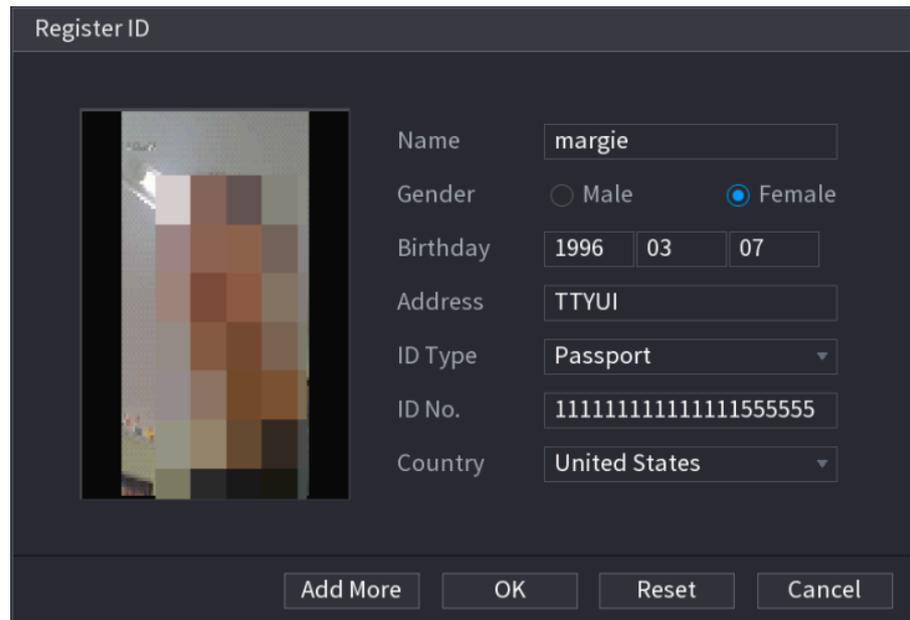 Register ID
Name margie
Gender Male Female
Birthday 1996 03 07
Address TTYUI
ID Type Passport
ID No. 111111111111111555555
Country United States
Add More OK Reset Cancel